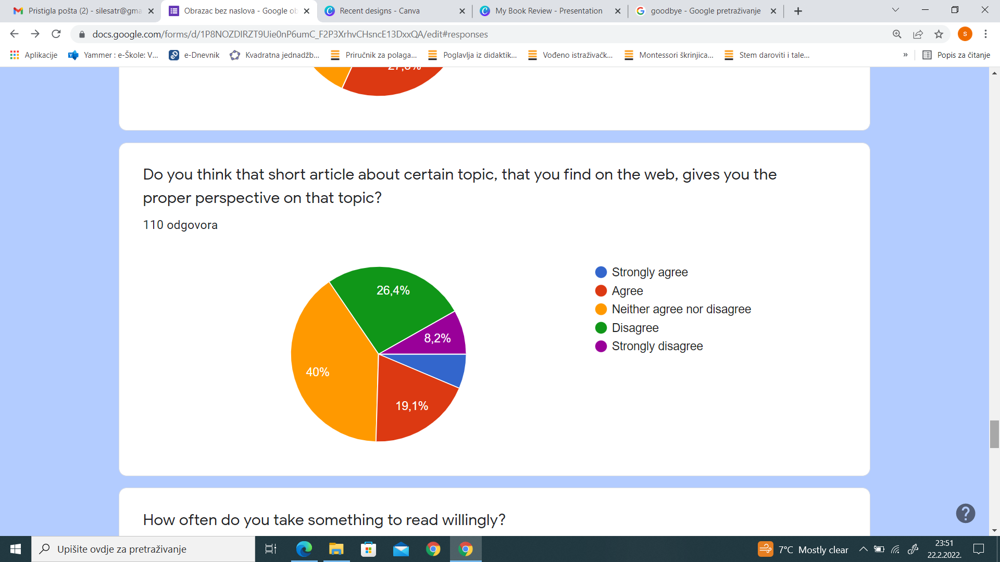 Pristigla pošta (2) - silesatr@gma
Obrazac bez naslova - Google ob
Recent designs - Canva
My Book Review - Presentation
goodbye - Google pretraživanje
docs.google.com/forms/d/1P8NOZDIRZT9Uie0nP6umC_F2P3XrhvCHsncE13DxxQA/edit#responses
S
Aplikacije
Yammer : e-Škole: V...
e-Dnevnik
Kvadratna jednadžb...
Priručnik za polaga...
Poglavlja iz didaktik...
Vođeno istraživačk...
Montessori škrinjica...
Stem daroviti i tale...
»
Popis za čitanje
Do you think that short article about certain topic, that you find on the web, gives you the
proper perspective on that topic?
110 odgovora
26,4%
8,2%
40%
19,1%
Strongly agree
Agree
Neither agree nor disagree
Disagree
Strongly disagree
How often do you take something to read willingly?
Upišite ovdje za pretraživanje
7°C Mostly clear
23:51
22.2.2022.